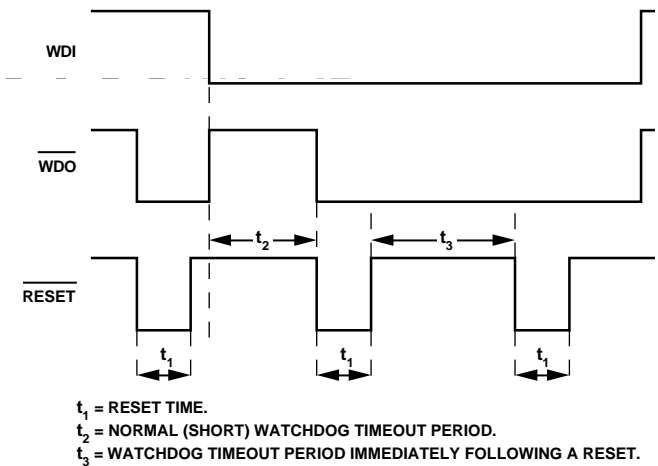 WDI
WDO
t2
t3
RESET
t1
t1
t1
t1 = RESET TIME.
t2 = NORMAL (SHORT) WATCHDOG TIMEOUT PERIOD.
t3 = WATCHDOG TIMEOUT PERIOD IMMEDIATELY FOLLOWING A RESET.